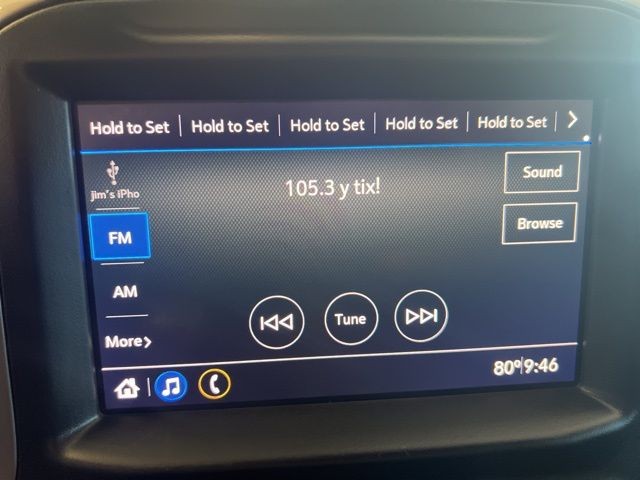 Hold to Set
Hold to Set
Hold to Set
Hold to Set
Hold to Set
jim's iPho
105.3 y tix!
Sound
FM
Browse
AM
Tune
More
80° 9:46